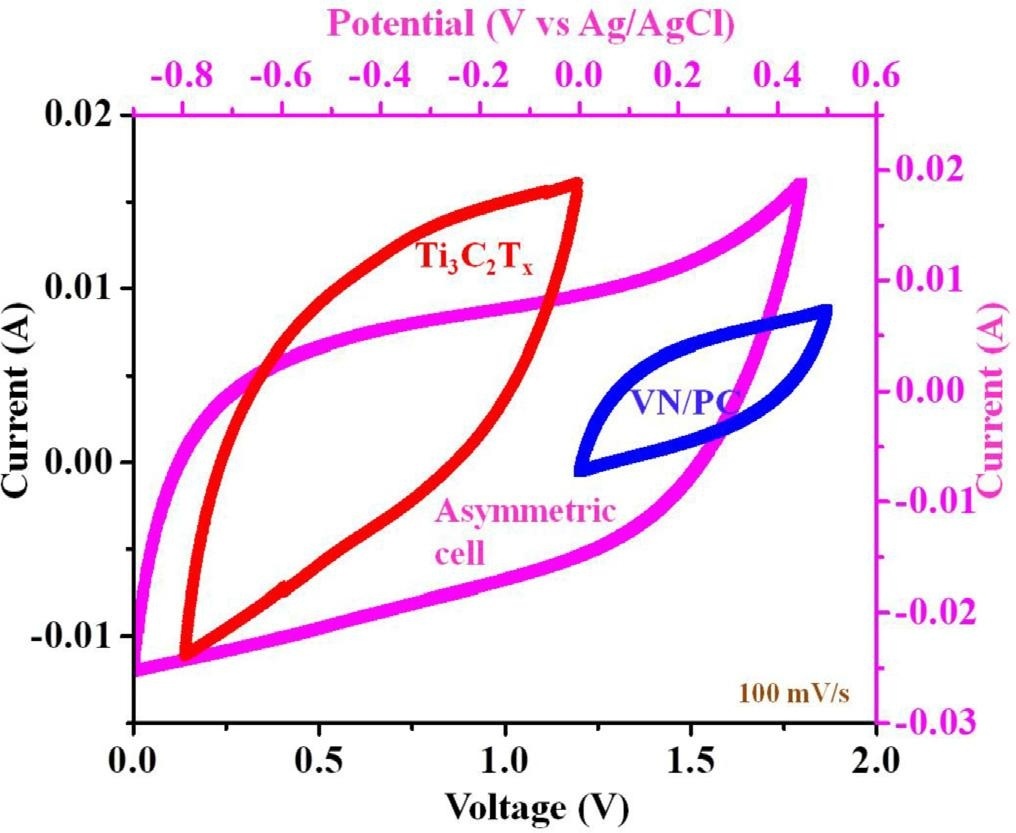 Potential (V vs Ag/AgCl)
-0.8 -0.6 -0.4 -0.2 0.0 0.2 0.4 0.6
0.02
0.01
0.00
-0.01
Current (A)
Ti₃C₂Tₓ
VN/PC
Asymmetric
cell
100 mV/s
0.02
0.01
0.00
-0.01
-0.02
-0.03
Current (A)
0.0 0.5 1.0 1.5 2.0
Voltage (V)